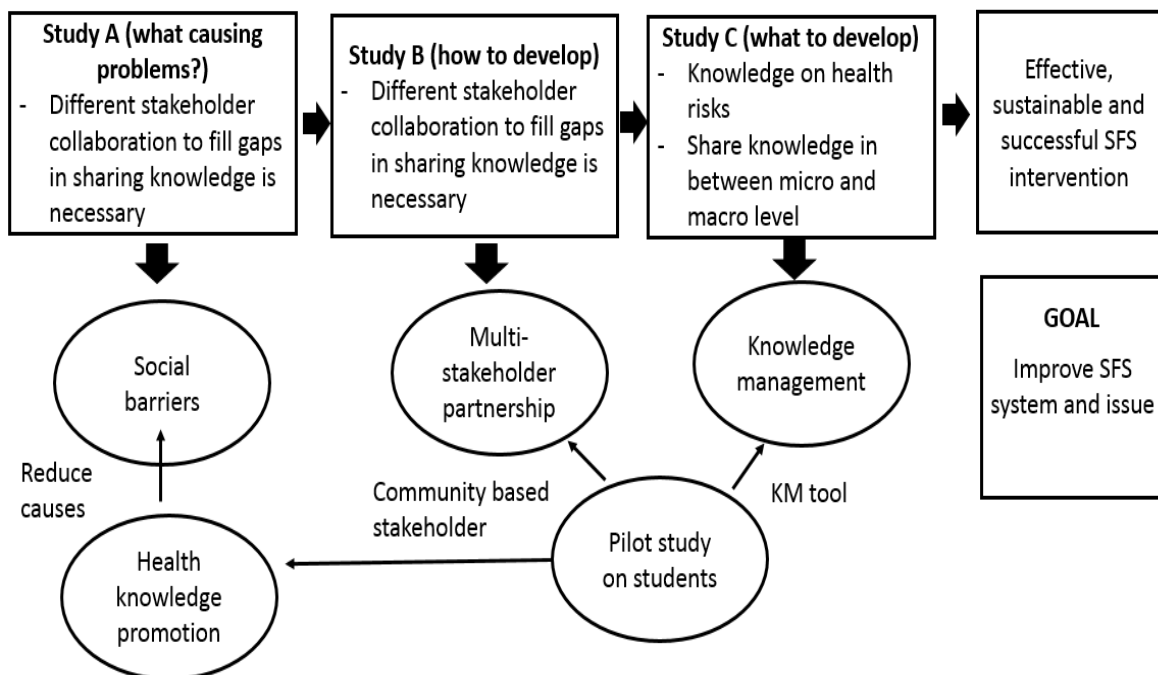 Study A (what causing
problems?)
- Different stakeholder
collaboration to fill gaps
in sharing knowledge is
necessary
Study B (how to develop)
- Different stakeholder
collaboration to fill gaps
in sharing knowledge is
necessary
Study C (what to develop)
- Knowledge on health
risks
- Share knowledge in
between micro and
macro level
Effective,
sustainable and
successful SFS
intervention
Social
barriers
Multi-
stakeholder
partnership
Knowledge
management
GOAL
Improve SFS
system and issue
Reduce
causes
Community based
stakeholder
KM tool
Health
knowledge
promotion
Pilot study
on students